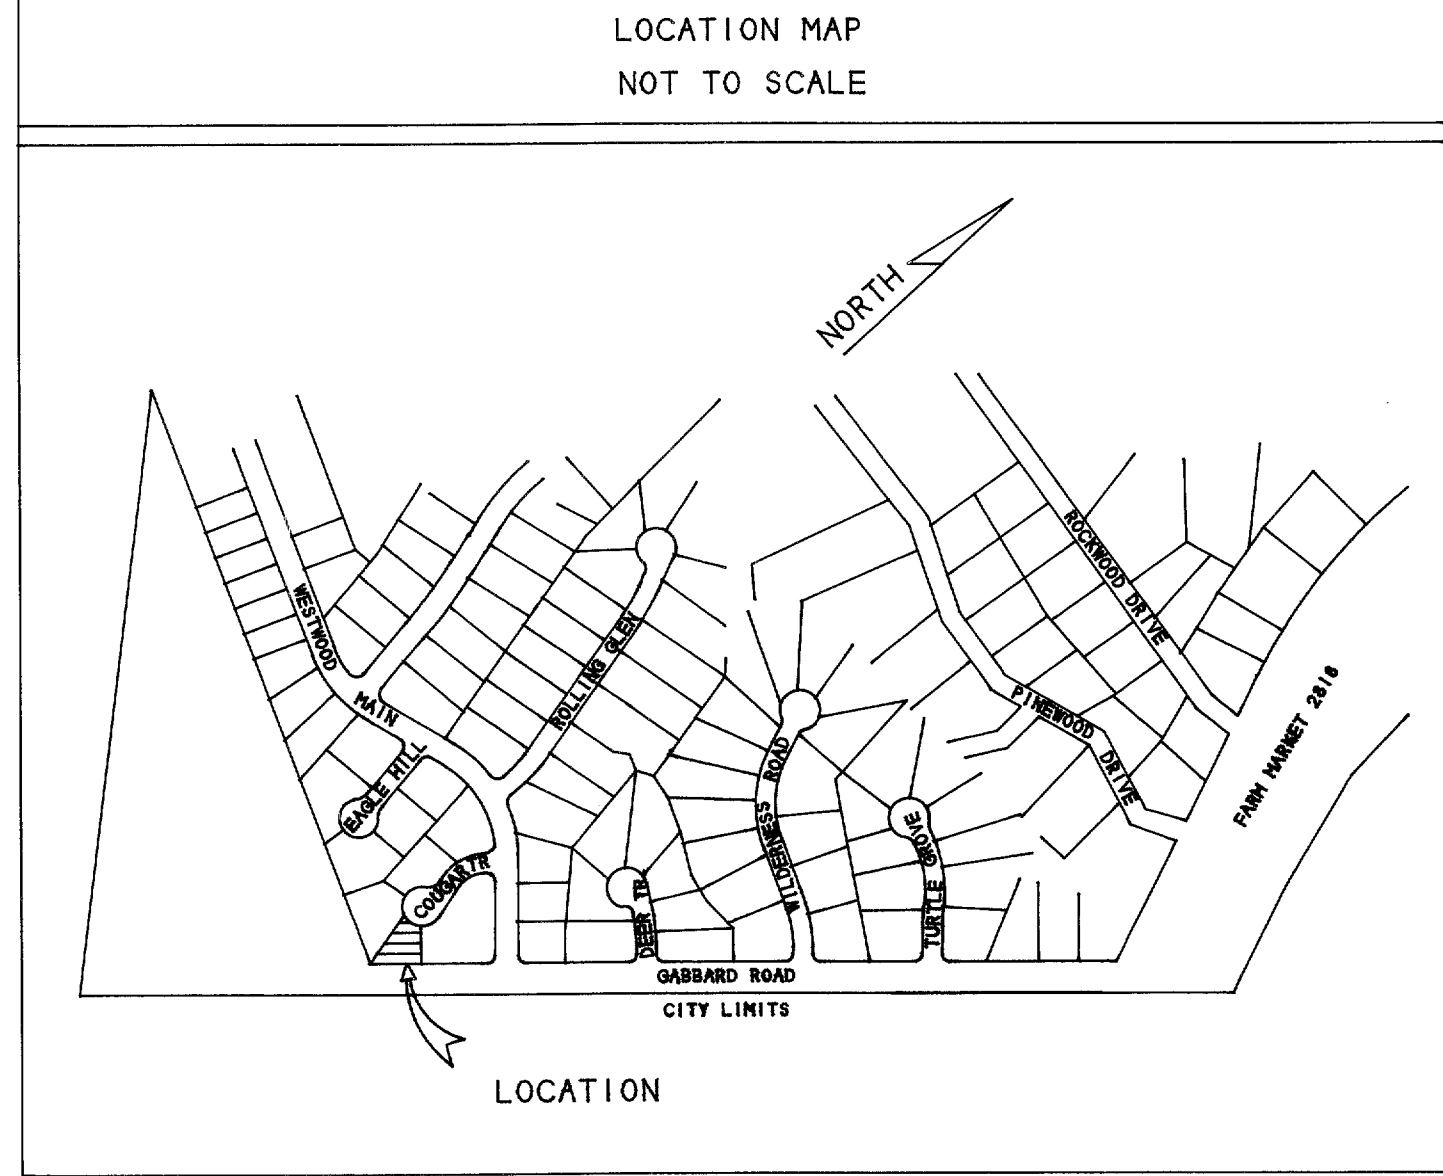 LOCATION MAP
NOT TO SCALE
NORTH
WESTWOOD
MAIN
ROLLING GLEN
EAGLE HILL
COUGAR TR
DEER TR
WILDERNESS ROAD
TURTLE GROVE
PINEWOOD DRIVE
ROCKWOOD DRIVE
FARM MARKET 2818
GABBARD ROAD
CITY LIMITS
LOCATION